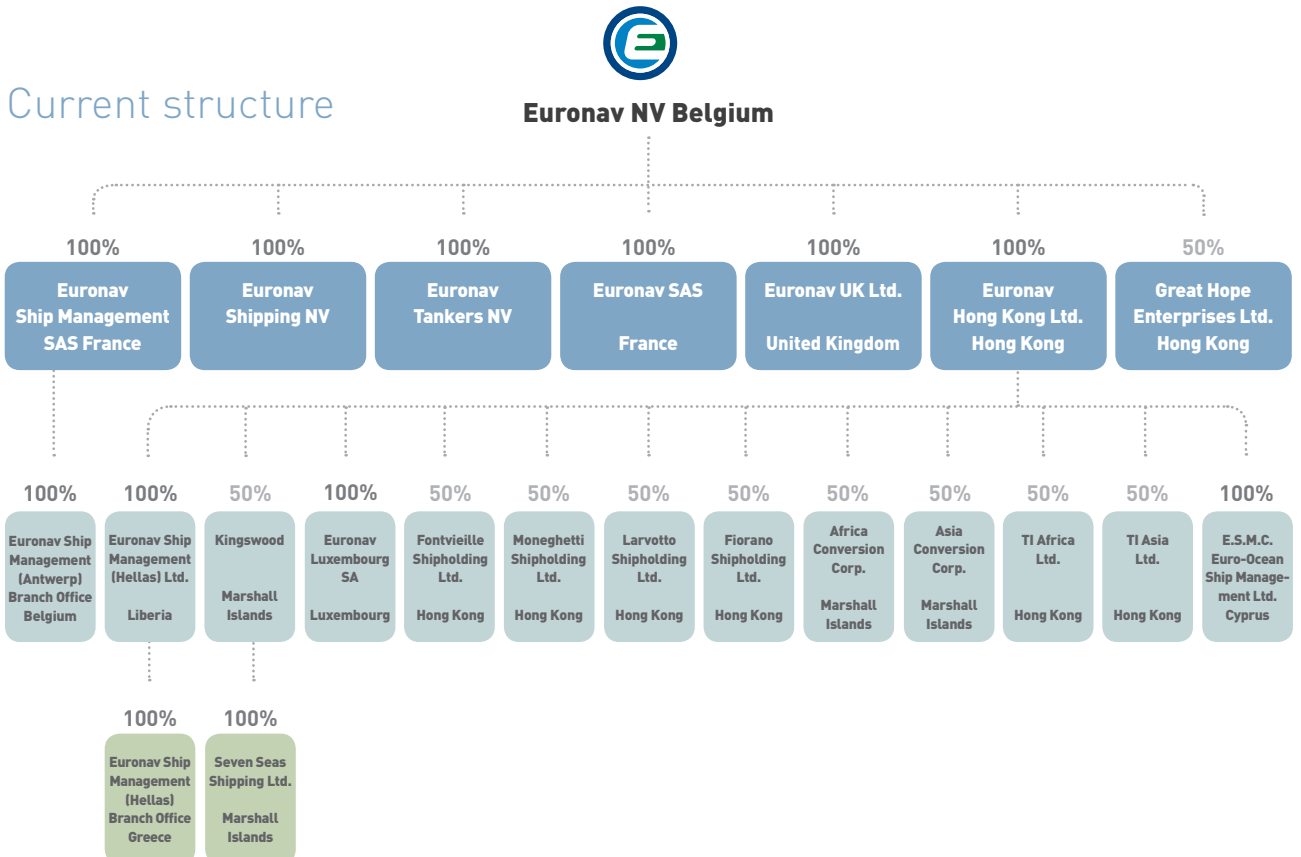 Current structure
Euronav NV Belgium
100%
100%
100%
100%
100%
100%
50%
Euronav
Ship Management
SAS France
Euronav
Shipping NV
Euronav
Tankers NV
Euronav SAS
France
Euronav UK Ltd.
United Kingdom
Euronav
Hong Kong Ltd.
Hong Kong
Great Hope
Enterprises Ltd.
Hong Kong
100%
100%
50%
100%
50%
50%
50%
50%
50%
50%
50%
50%
100%
Euronav Ship
Management
(Antwerp)
Branch Office
Belgium
Euronav Ship
Management
(Hellas) Ltd.
Liberia
Kingswood
Marshall
Islands
Euronav
Luxembourg
SA
Luxembourg
Fontvieille
Shipholding
Ltd.
Hong Kong
Moneghetti
Shipholding
Ltd.
Hong Kong
Larvotto
Shipholding
Ltd.
Hong Kong
Fiorano
Shipholding
Ltd.
Hong Kong
Africa
Conversion
Corp.
Marshall
Islands
Asia
Conversion
Corp.
Marshall
Islands
TI Africa
Ltd.
Hong Kong
TI Asia
Ltd.
Hong Kong
E.S.M.C.
Euro-Ocean
Ship Manage-
ment Ltd.
Cyprus
100%
100%
Euronav Ship
Management
(Hellas)
Branch Office
Greece
Seven Seas
Shipping Ltd.
Marshall
Islands